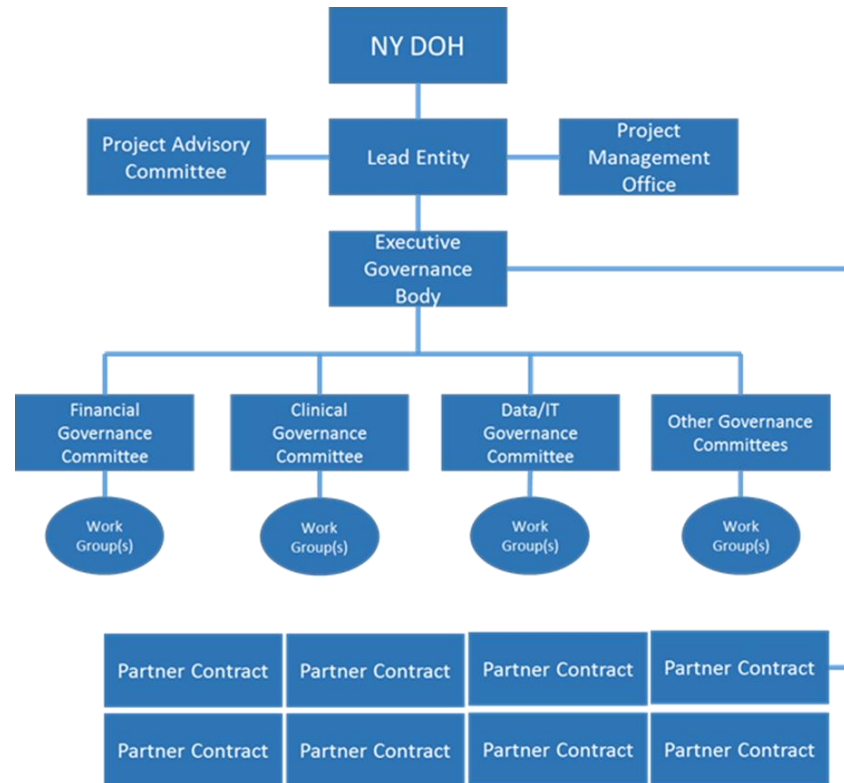 NY DOH
Project Advisory
Committee
Lead Entity
Project
Management
Office
Executive
Governance
Body
Financial
Governance
Committee
Clinical
Governance
Committee
Data/IT
Governance
Committee
Other Governance
Committees
Work
Group(s)
Work
Group(s)
Work
Group(s)
Work
Group(s)
Partner Contract
Partner Contract
Partner Contract
Partner Contract
Partner Contract
Partner Contract
Partner Contract
Partner Contract